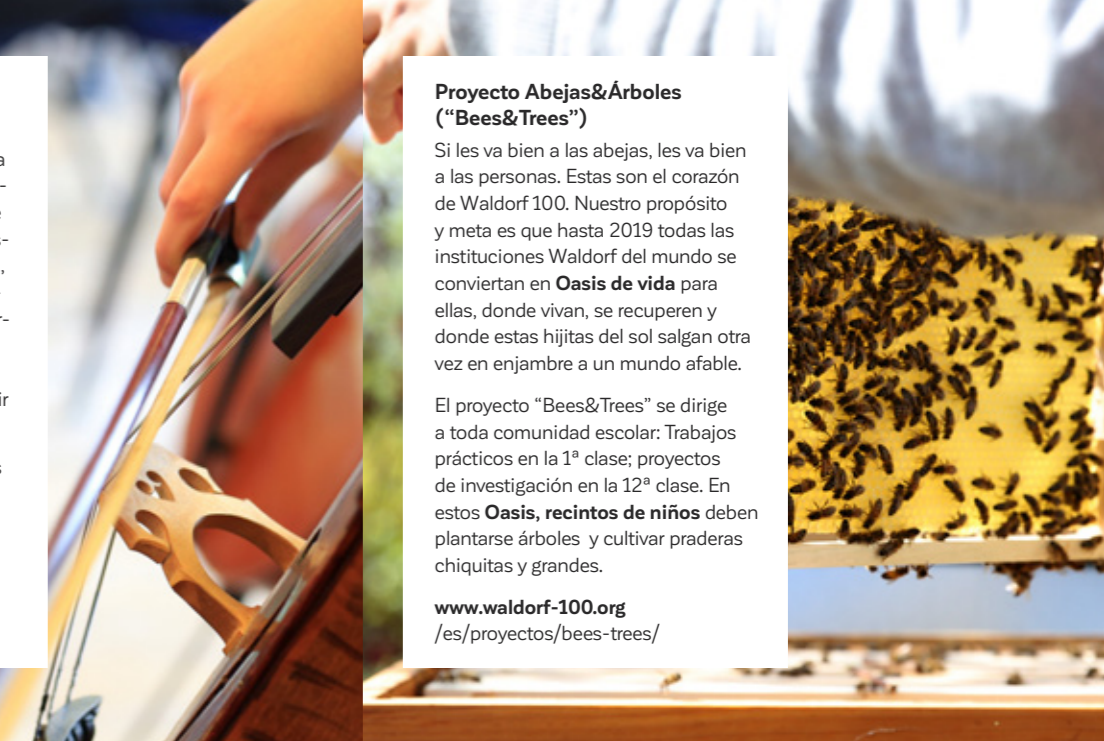 a
-
s-
,
r-
ir
s
Proyecto Abejas&Árboles
(“Bees&Trees”)
Si les va bien a las abejas, les va bien
a las personas. Estas son el corazón
de Waldorf 100. Nuestro propósito
y meta es que hasta 2019 todas las
instituciones Waldorf del mundo se
conviertan en Oasis de vida para
ellas, donde vivan, se recuperen y
donde estas hijitas del sol salgan otra
vez en enjambre a un mundo afable.
El proyecto “Bees&Trees” se dirige
a toda comunidad escolar: Trabajos
prácticos en la 1ª clase; proyectos
de investigación en la 12ª clase. En
estos Oasis, recintos de niños deben
plantarse árboles y cultivar praderas
chiquitas y grandes.
www.waldorf-100.org
/es/proyectos/bees-trees/